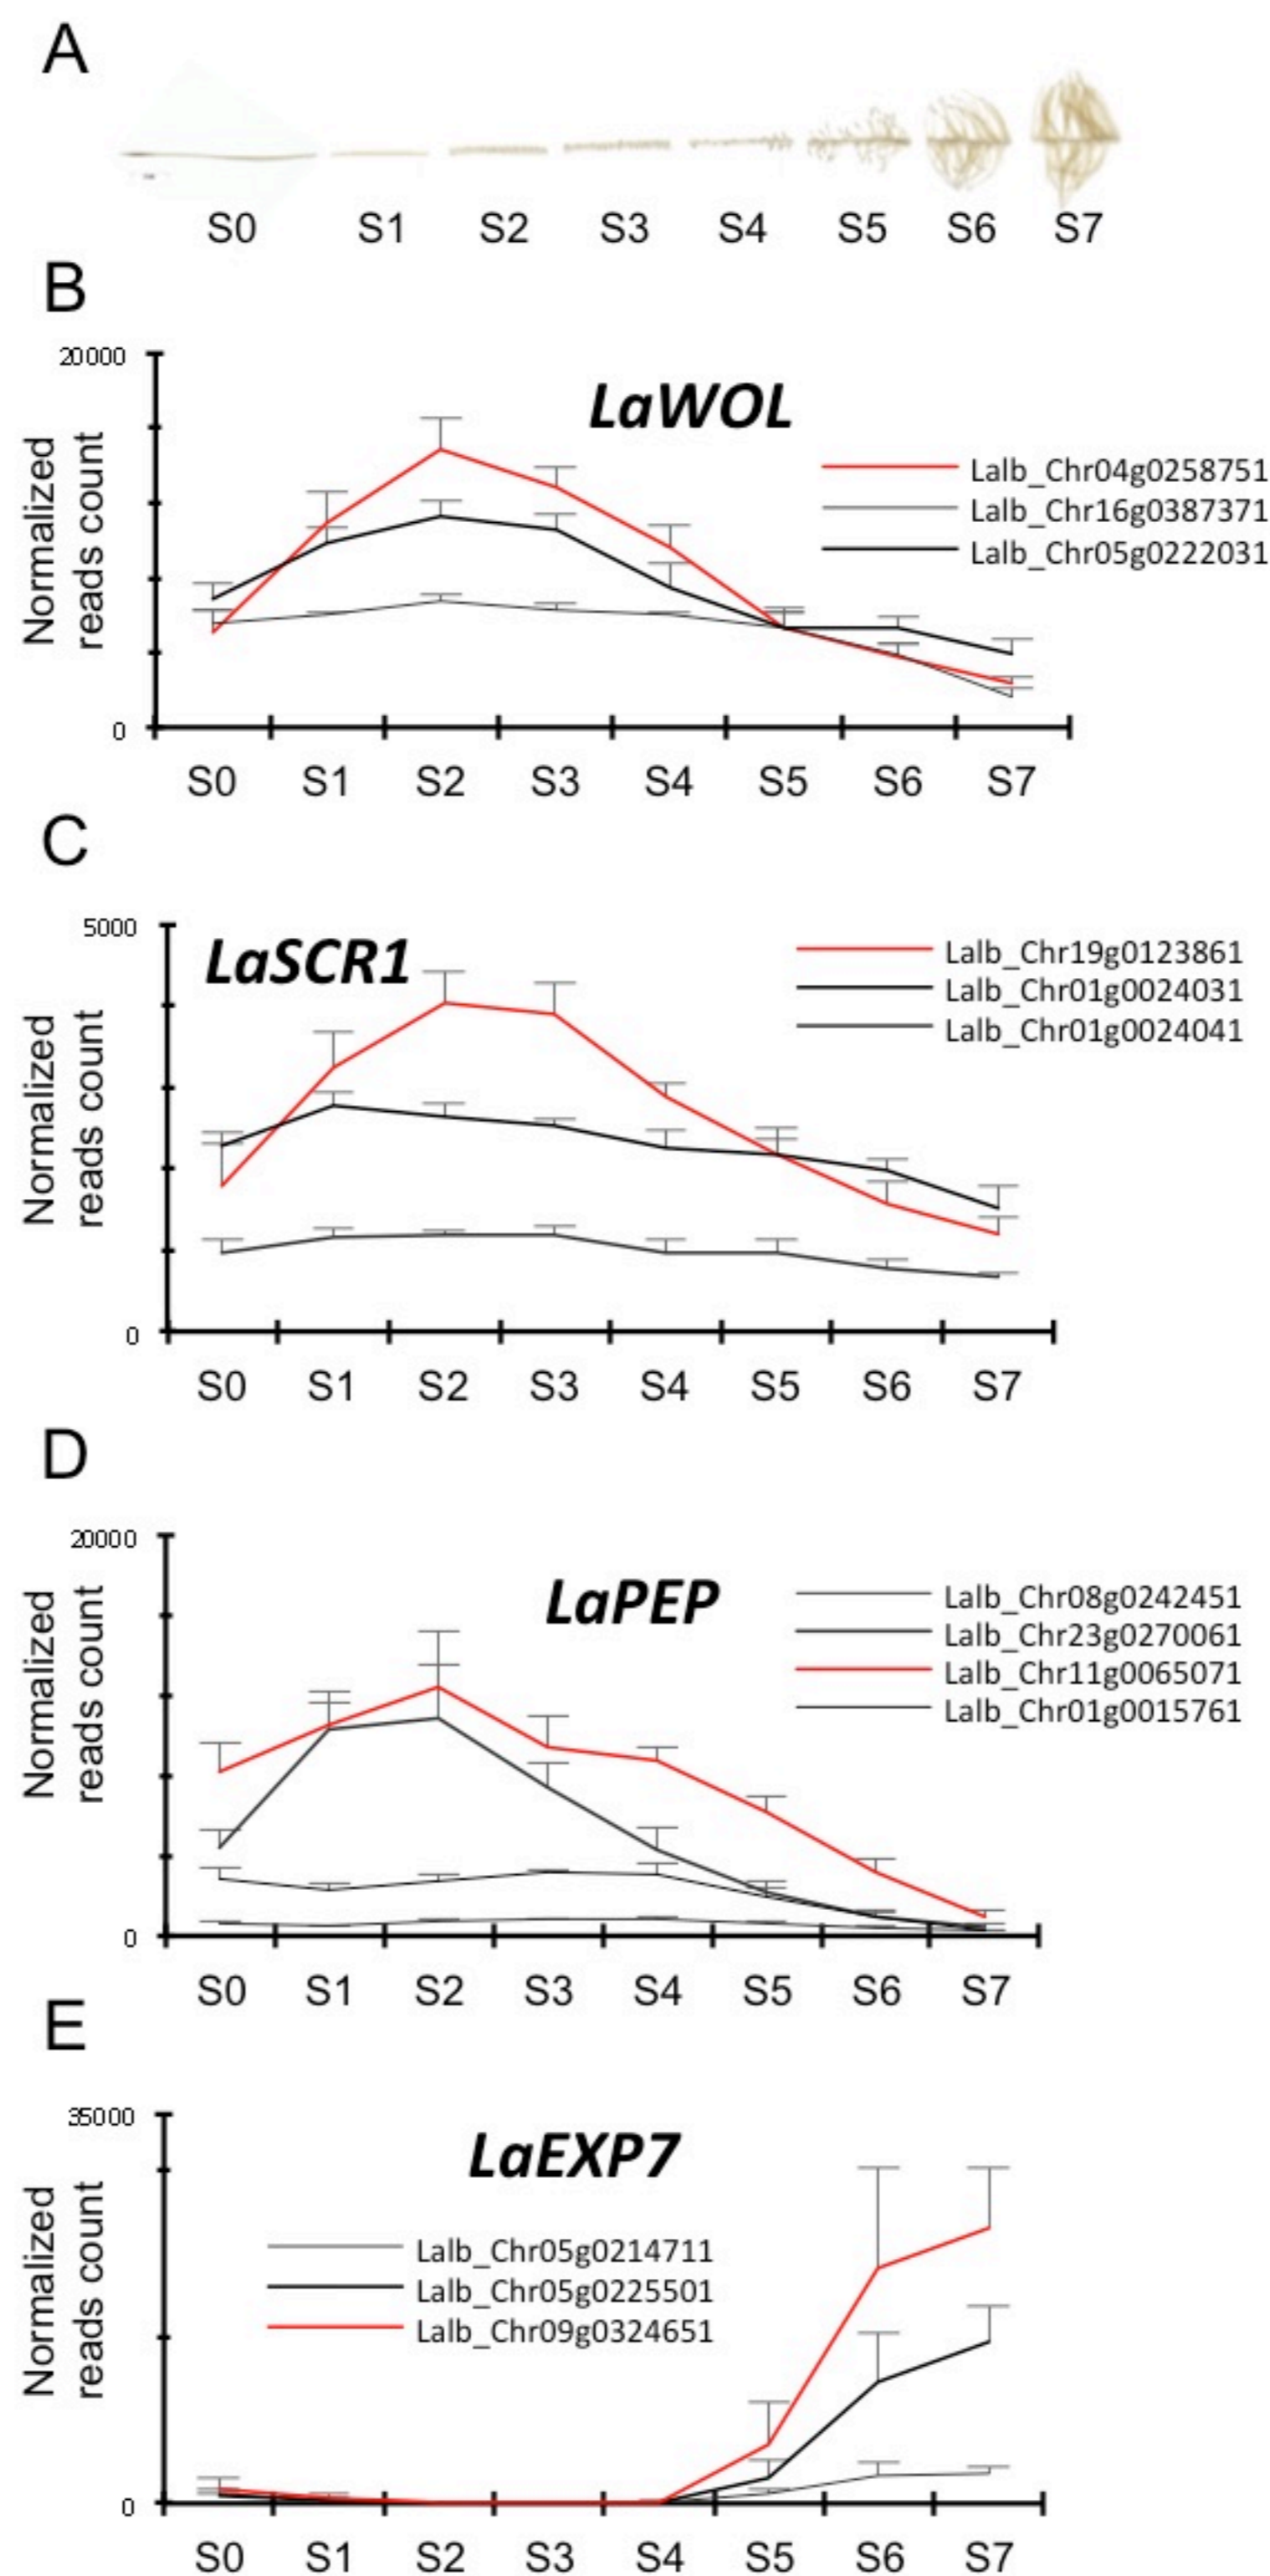 A
S0 S1 S2 S3 S4 S5 S6 S7
B
20000
LaWOL
Normalized
reads count
Lalb_Chr04g0258751
Lalb_Chr16g0387371
Lalb_Chr05g0222031
0
S0 S1 S2 S3 S4 S5 S6 S7
C
5000
LaSCR1
Normalized
reads count
Lalb_Chr19g0123861
Lalb_Chr01g0024031
Lalb_Chr01g0024041
0
S0 S1 S2 S3 S4 S5 S6 S7
D
20000
LaPEP
Normalized
reads count
Lalb_Chr08g0242451
Lalb_Chr23g0270061
Lalb_Chr11g0065071
Lalb_Chr01g0015761
0
S0 S1 S2 S3 S4 S5 S6 S7
E
35000
LaEXP7
Normalized
reads count
Lalb_Chr05g0214711
Lalb_Chr05g0225501
Lalb_Chr09g0324651
0
S0 S1 S2 S3 S4 S5 S6 S7